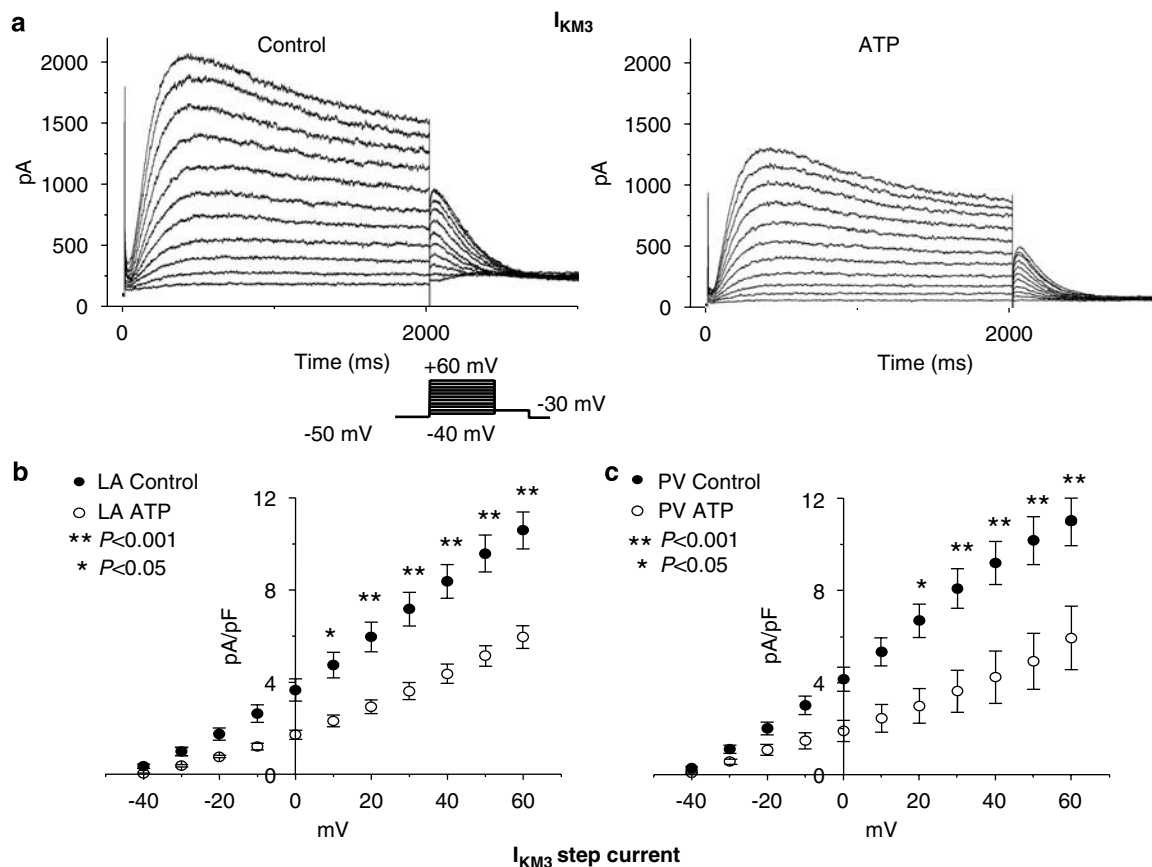 a
I_KM3
Control
ATP
2000
1500
1000
500
0
pA
0
2000
Time (ms)
2000
1500
1000
500
0
pA
0
2000
Time (ms)
+60 mV
-30 mV
-50 mV
-40 mV
b
● LA Control
○ LA ATP
** P<0.001
* P<0.05
12
8
4
0
pA/pF
*
**
**
**
**
**
-40
-20
0
20
40
60
mV
c
● PV Control
○ PV ATP
** P<0.001
* P<0.05
12
8
4
0
pA/pF
*
**
**
**
**
-40
-20
0
20
40
60
mV
I_KM3 step current